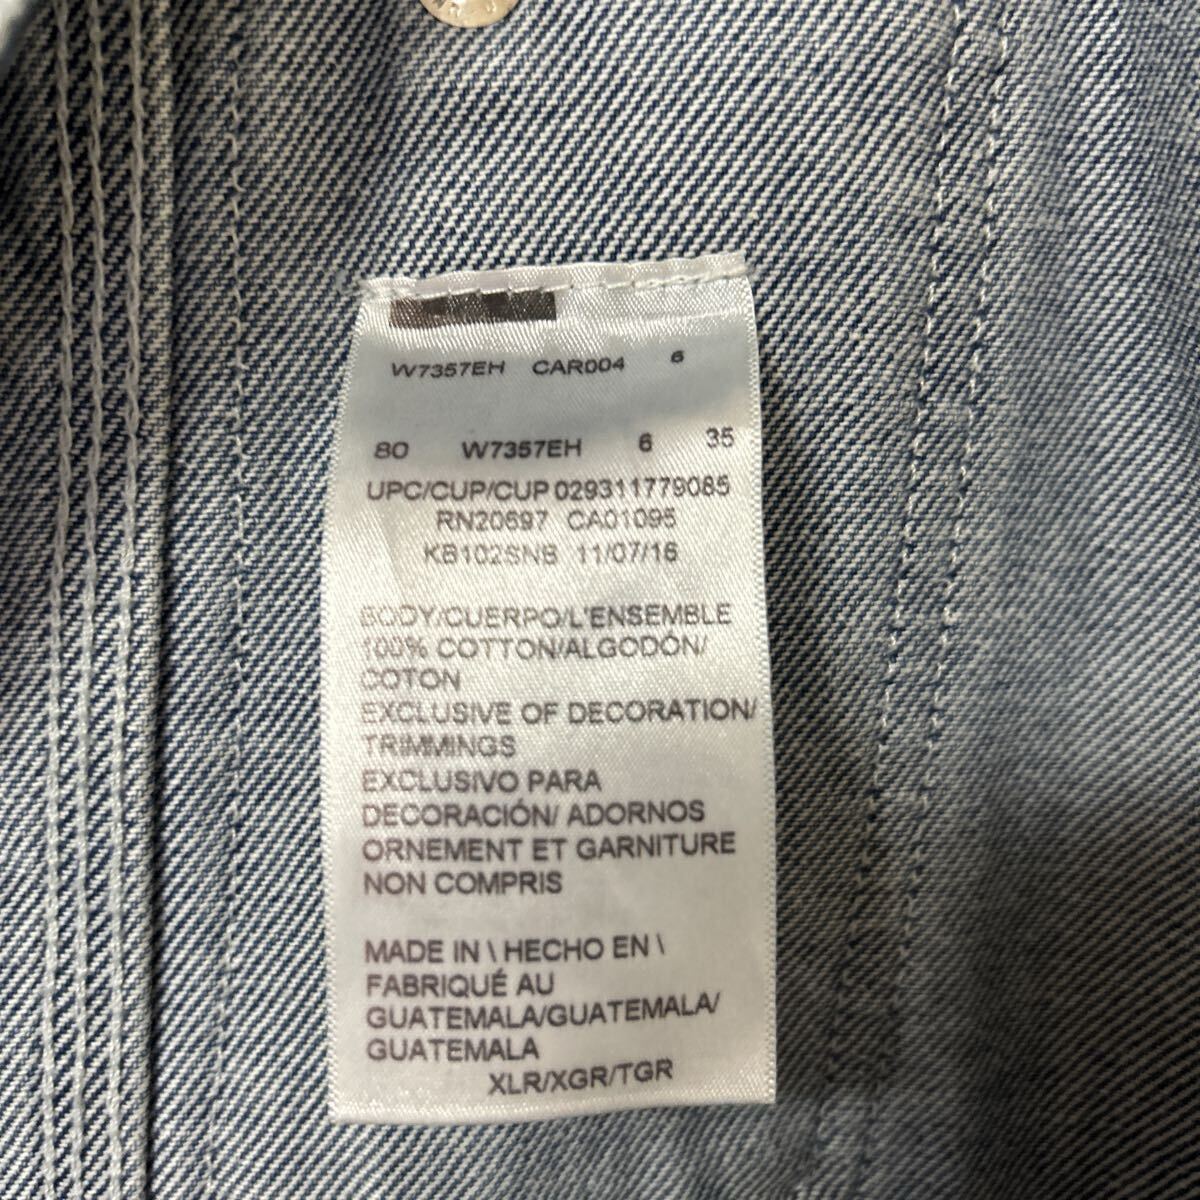 W7357EH CAR004 6
80 W7357EH 6 35
UPC/CUP/CUP 029311779085
RN20697 CA01095
KB102SNB 11/07/16
BODY/CUERPO/L'ENSEMBLE
100% COTTON/ALGODÓN/
COTON
EXCLUSIVE OF DECORATION/
TRIMMINGS
EXCLUSIVO PARA
DECORACIÓN/ ADORNOS
ORNEMENT ET GARNITURE
NON COMPRIS
MADE IN \ HECHO EN \
FABRIQUÉ AU
GUATEMALA/GUATEMALA/
GUATEMALA
XLR/XGR/TGR